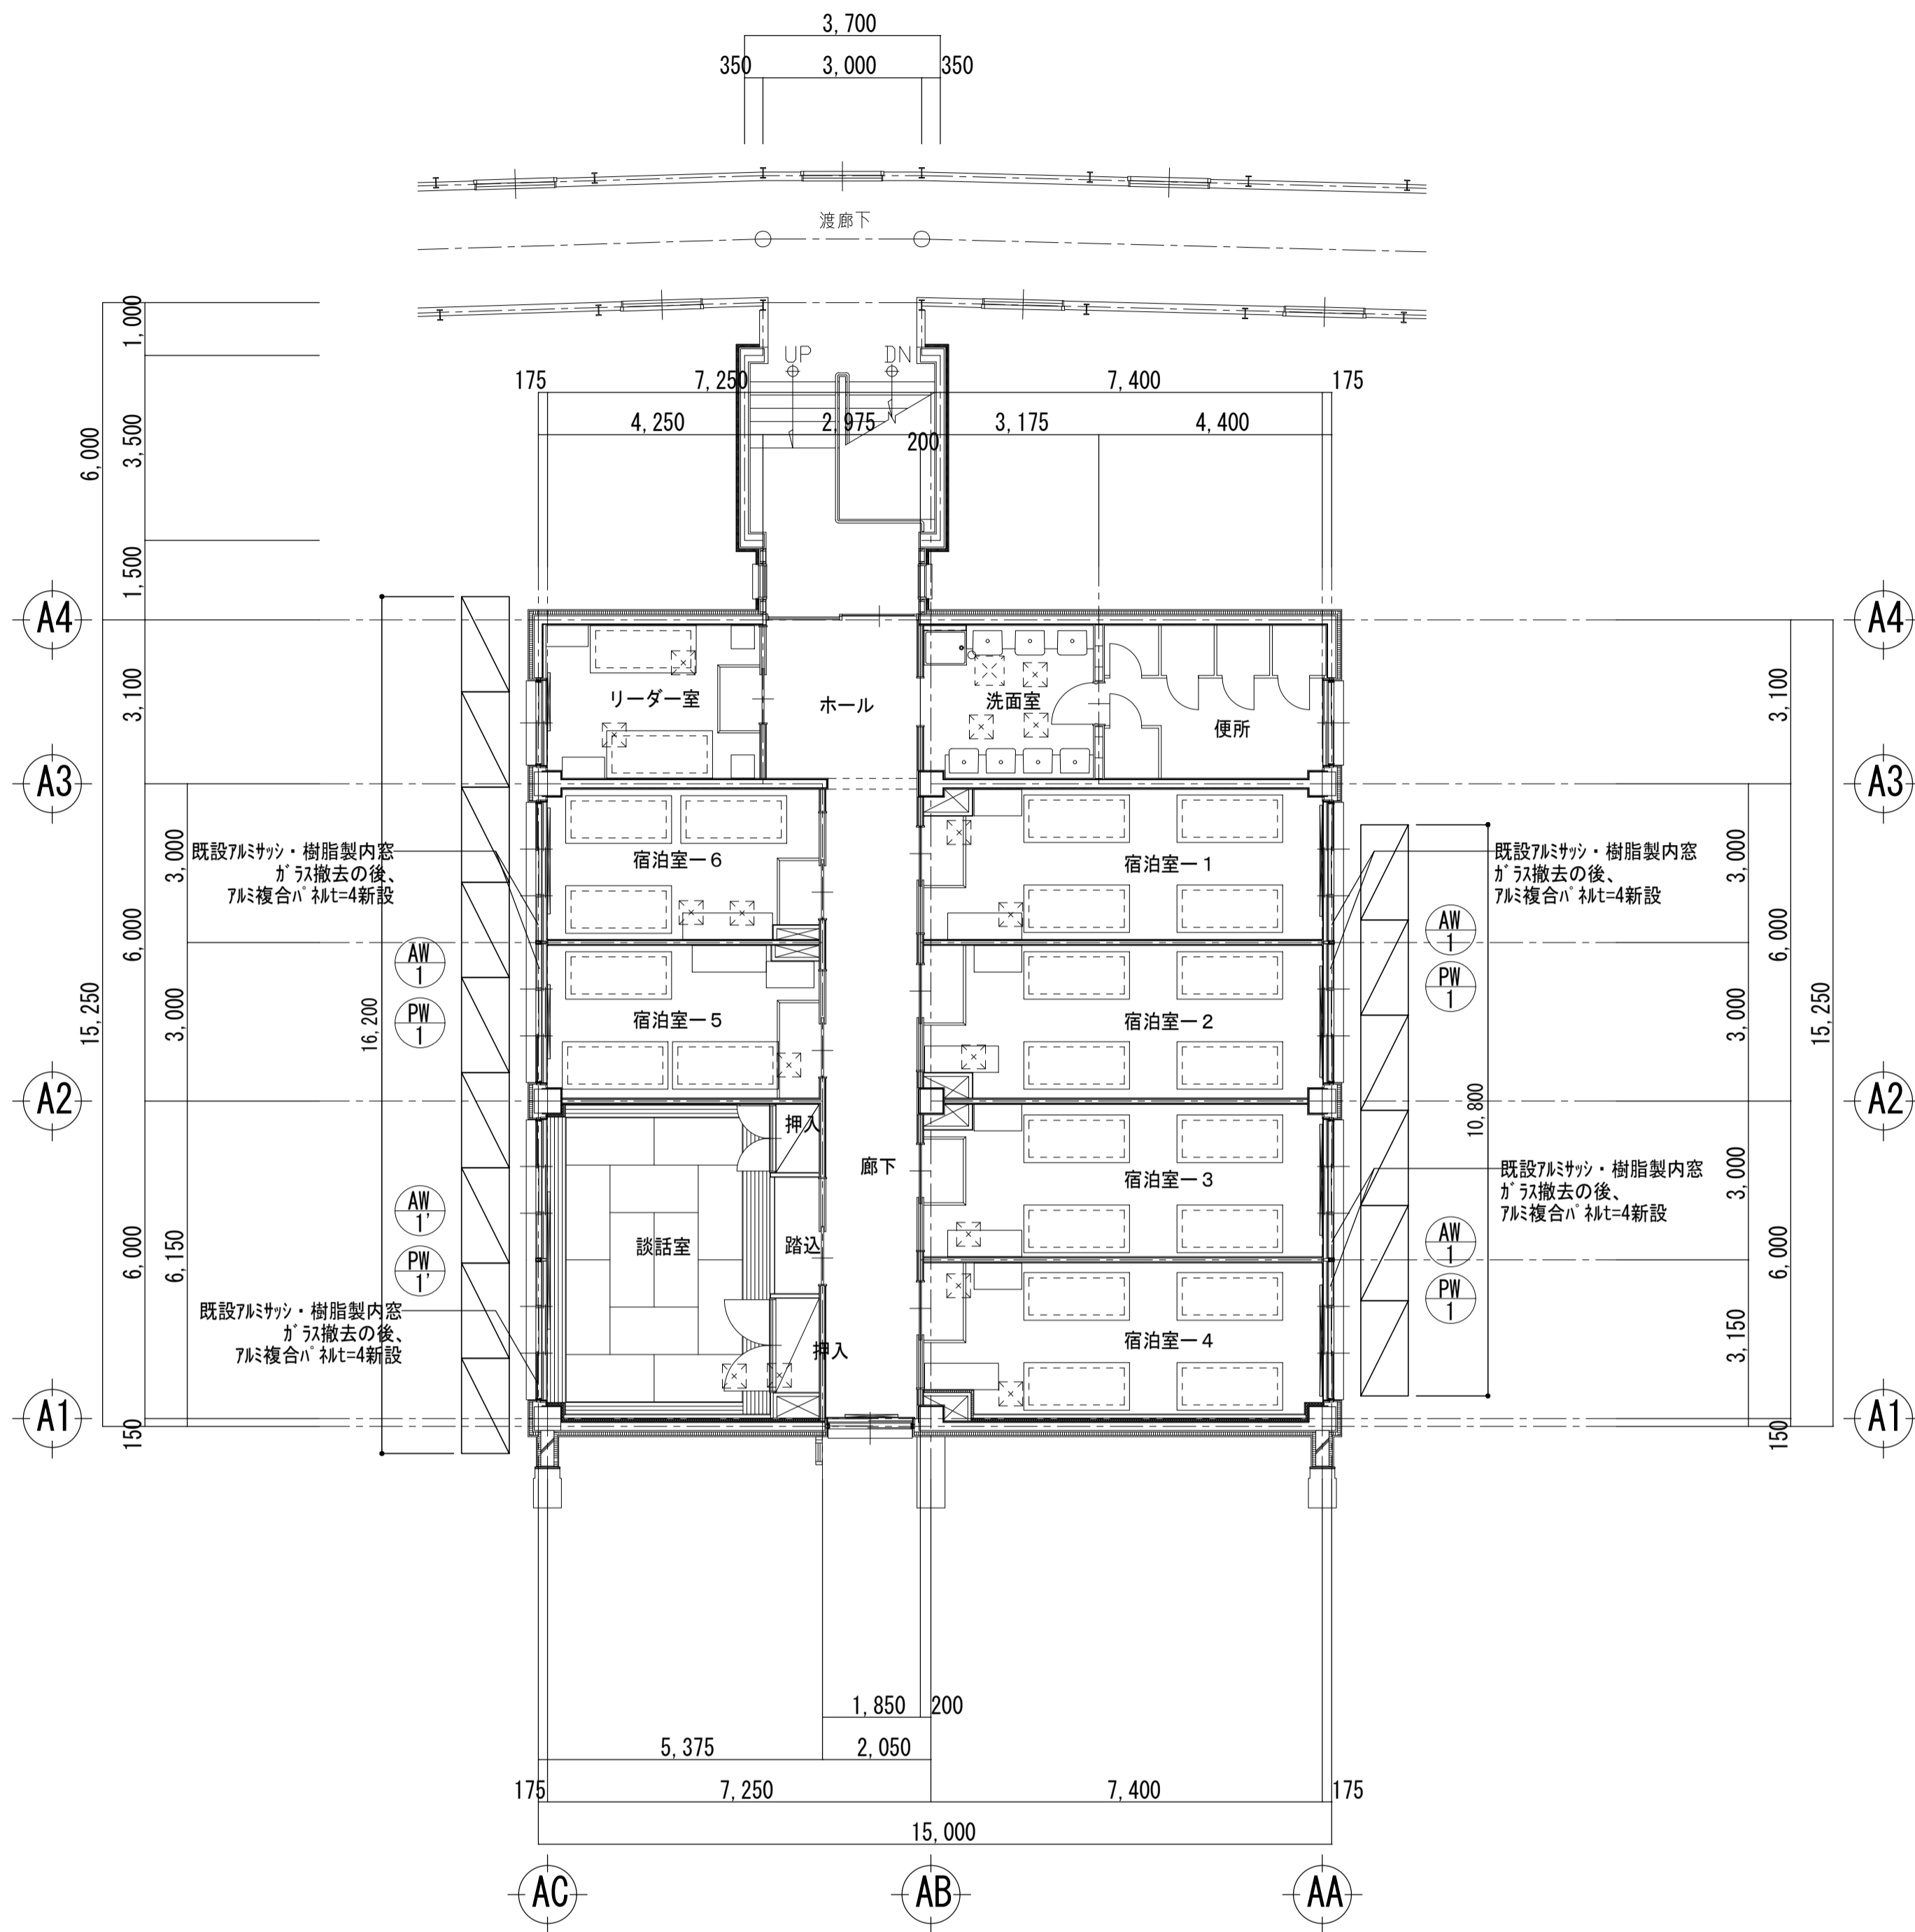 3,700
350 3,000 350
渡廊下
UP DN
175 7,250 7,400 175
4,250 2,975 3,175 4,400
200
1,000
3,500
6,000
1,500
A4 A4
3,100 3,100
リーダー室 ホール 洗面室 便所
A3 A3
3,000 3,000
既設アルミサッシ・樹脂製内窓
ガラス撤去の後、
アルミ複合パネルt=4新設
宿泊室ー6 宿泊室ー1
既設アルミサッシ・樹脂製内窓
ガラス撤去の後、
アルミ複合パネルt=4新設
6,000 6,000
AW
1
PW
1
AW
1
PW
1
15,250 3,000 16,200
宿泊室ー5 宿泊室ー2
3,000 15,250
A2 A2
10,800
押入
廊下
宿泊室ー3
既設アルミサッシ・樹脂製内窓
ガラス撤去の後、
アルミ複合パネルt=4新設
3,000
AW
1'
PW
1'
AW
1
PW
1
6,000 6,150
談話室 踏込
6,000
既設アルミサッシ・樹脂製内窓
ガラス撤去の後、
アルミ複合パネルt=4新設
押入
宿泊室ー4
3,150
A1 A1
150 150
1,850 200
5,375 2,050
175 7,250 7,400 175
15,000
AC AB AA